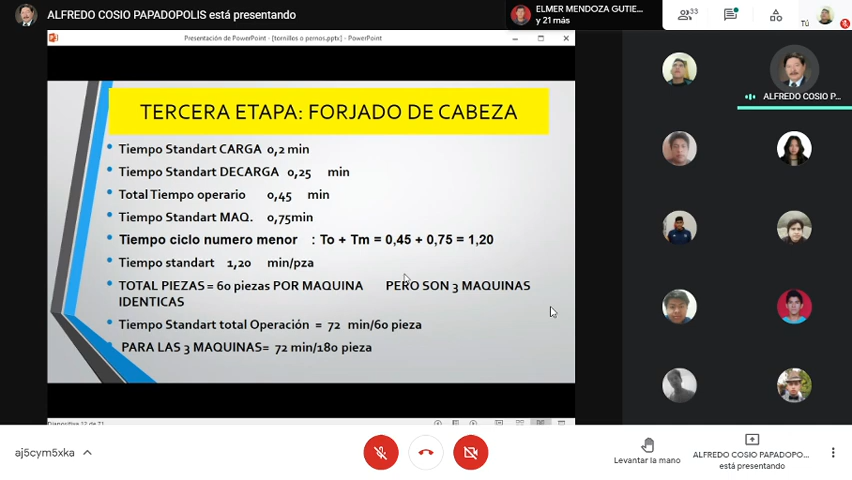 ALFREDO COSIO PAPADOPOLIS está presentando
ELMER MENDOZA GUTIE...
y 21 más
33
Tú
Presentación de PowerPoint - [tornillos o pernos.pptx] - PowerPoint
TERCERA ETAPA: FORJADO DE CABEZA
Tiempo Standart CARGA 0,2 min
Tiempo Standart DECARGA 0,25 min
Total Tiempo operario 0,45 min
Tiempo Standart MAQ. 0,75min
Tiempo ciclo numero menor : To + Tm = 0,45 + 0,75 = 1,20
Tiempo standart 1,20 min/pza
TOTAL PIEZAS = 60 piezas POR MAQUINA PERO SON 3 MAQUINAS
IDENTICAS
Tiempo Standart total Operación = 72 min/60 pieza
PARA LAS 3 MAQUINAS= 72 min/180 pieza
Diapositiva 12 de 71
ALFREDO COSIO P...
aj5cym5xka
Levantar la mano
ALFREDO COSIO PAPADOPO...
está presentando